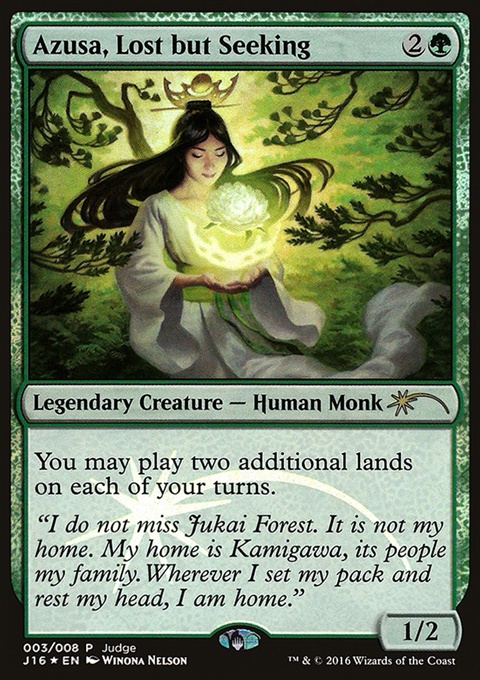 Azusa, Lost but Seeking 2
Legendary Creature — Human Monk
You may play two additional lands
on each of your turns.
“I do not miss Jukai Forest. It is not my
home. My home is Kamigawa, its people
my family. Wherever I set my pack and
rest my head, I am home.”
1/2
003/008 P Judge
J16 ★ EN Winona Nelson
™ & © 2016 Wizards of the Coast